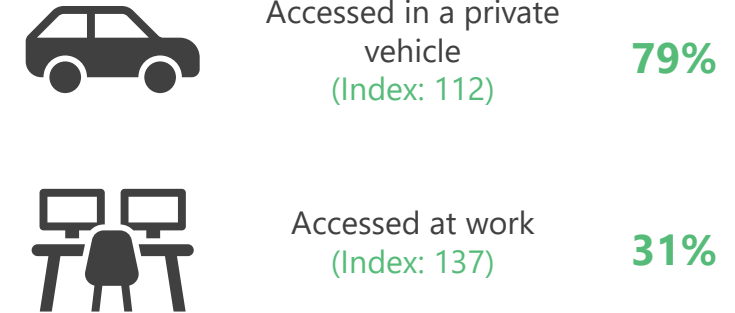 Accessed in a private
vehicle
(Index: 112)
79%
Accessed at work
(Index: 137)
31%